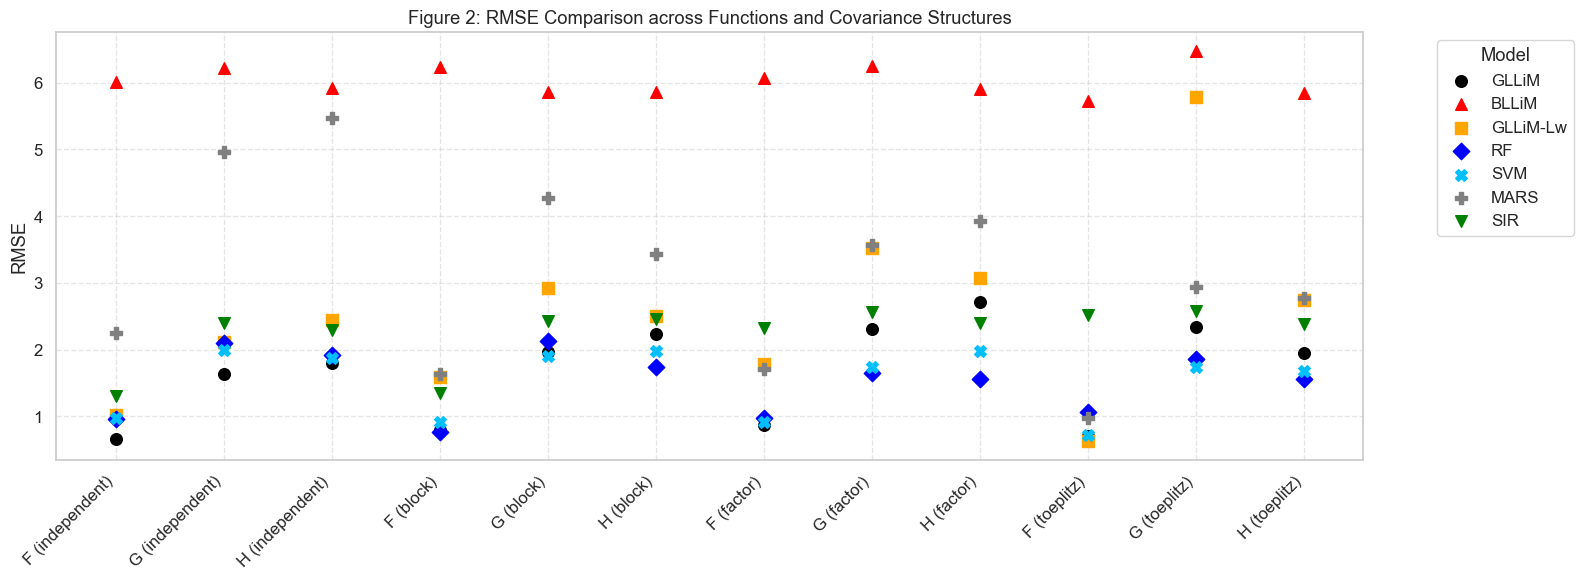 Figure 2: RMSE Comparison across Functions and Covariance Structures
RMSE
6
5
4
3
2
1
F (independent)
G (independent)
H (independent)
F (block)
G (block)
H (block)
F (factor)
G (factor)
H (factor)
F (toeplitz)
G (toeplitz)
H (toeplitz)
Model
GLLiM
BLLiM
GLLiM-Lw
RF
SVM
MARS
SIR